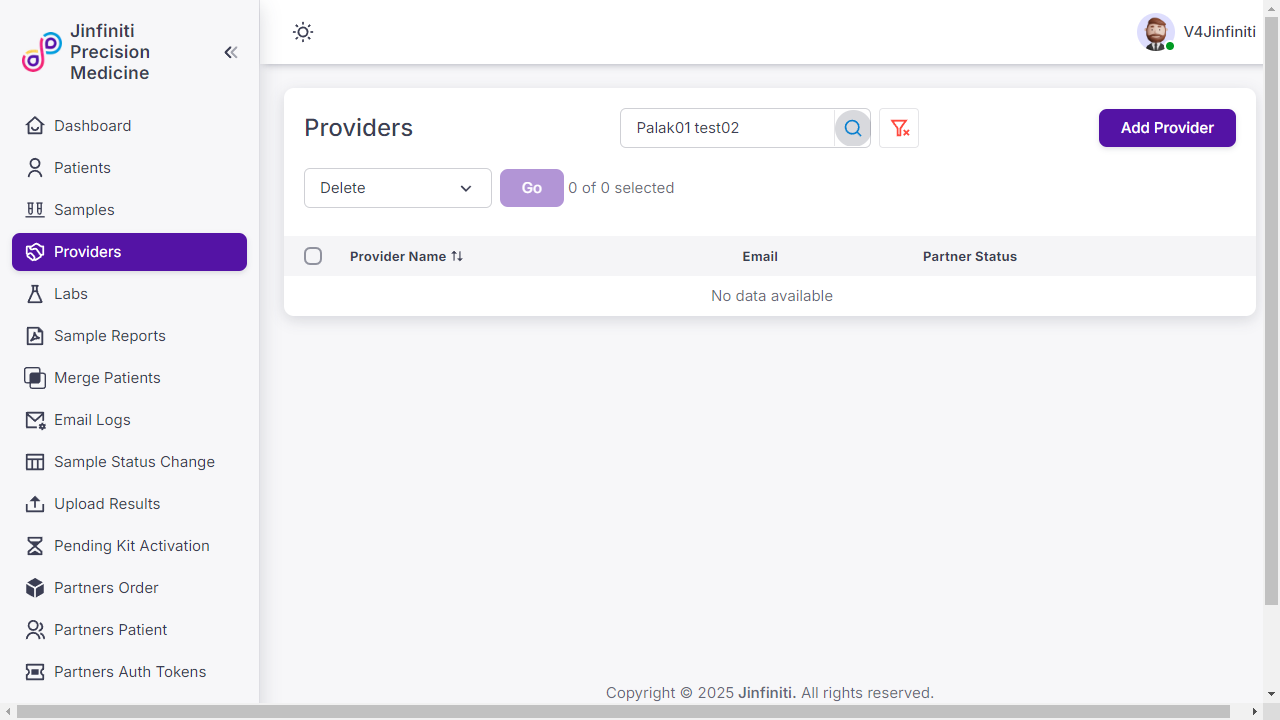 Jinfiniti
Precision
Medicine
Dashboard
Patients
Samples
Providers
Labs
Sample Reports
Merge Patients
Email Logs
Sample Status Change
Upload Results
Pending Kit Activation
Partners Order
Partners Patient
Partners Auth Tokens
V4Jinfiniti
Providers
Palak01 test02
Add Provider
Delete
Go
0 of 0 selected
Provider Name
Email
Partner Status
No data available
Copyright © 2025 Jinfiniti. All rights reserved.